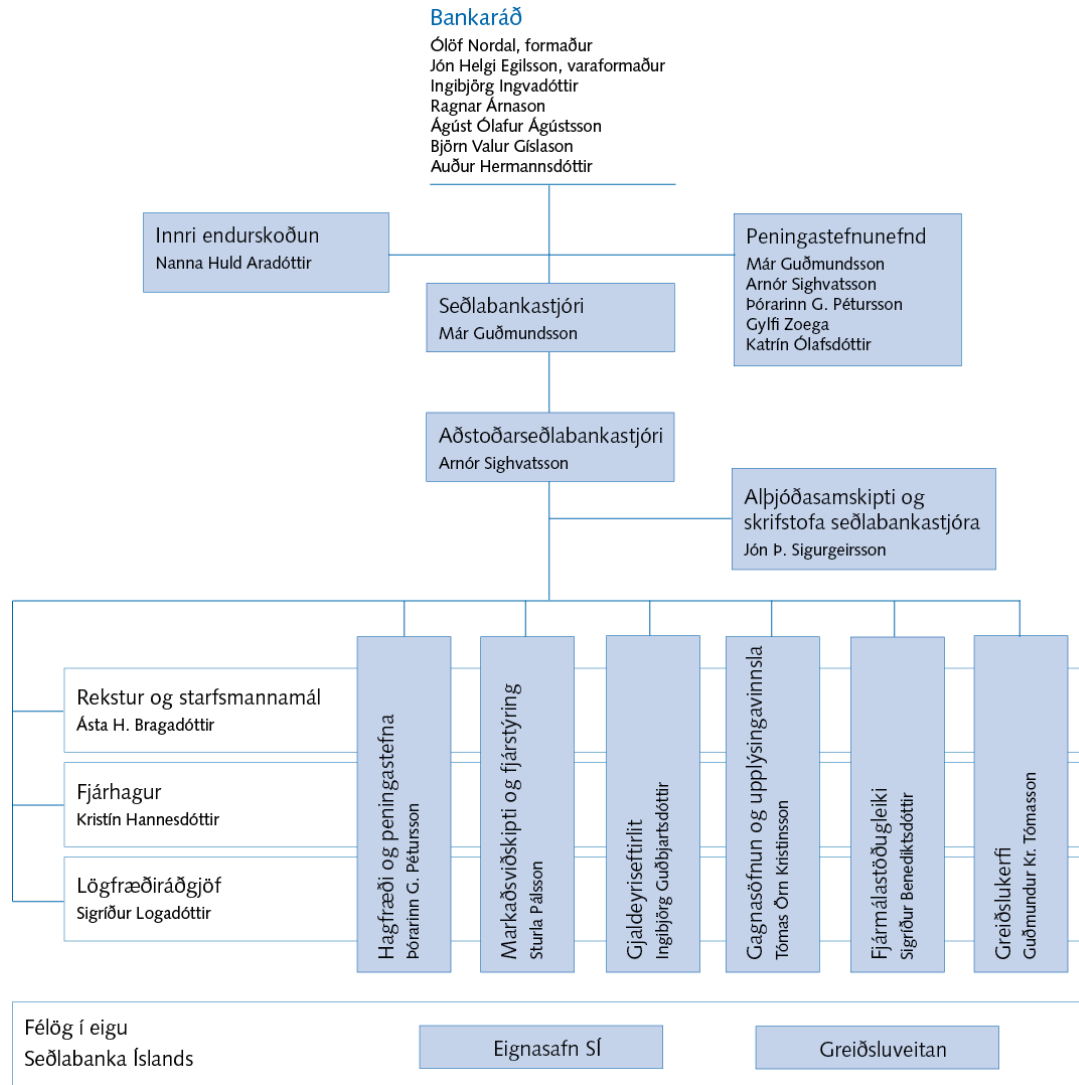 Bankaráð
Ólöf Nordal, formaður
Jón Helgi Egilsson, varaformaður
Ingibjörg Ingvadóttir
Ragnar Árnason
Ágúst Ólafur Ágústsson
Björn Valur Gíslason
Auður Hermannsdóttir
Innri endurskoðun
Nanna Huld Aradóttir
Peningastefnunefnd
Már Guðmundsson
Arnór Sighvatsson
Þórarinn G. Pétursson
Gylfi Zoega
Katrín Ólafsdóttir
Seðlabankastjóri
Már Guðmundsson
Aðstoðarseðlabankastjóri
Arnór Sighvatsson
Alþjóðasamskipti og
skrifstofa seðlabankastjóra
Jón Þ. Sigurgeirsson
Rekstur og starfsmannamál
Ásta H. Bragadóttir
Fjárhagur
Kristín Hannesdóttir
Lögfræðiráðgjöf
Sigríður Logadóttir
Hagfræði og peningastefna
Þórarinn G. Pétursson
Markaðsviðskipti og fjárstýring
Sturla Pálsson
Gjaldeyriseftirlit
Ingibjörg Guðbjartsdóttir
Gagnasöfnun og upplýsingavinnsla
Tómas Örn Kristinsson
Fjármálastöðugleiki
Sigríður Benediktsdóttir
Greiðslukerfi
Guðmundur Kr. Tómasson
Félög í eigu
Seðlabanka Íslands
Eignasafn SÍ
Greiðsluveitan